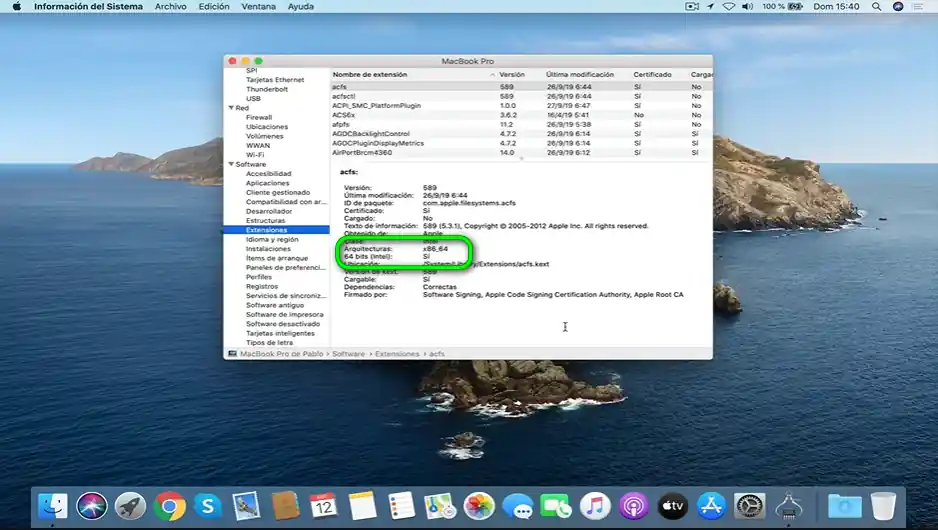 Información del Sistema Archivo Edición Ventana Ayuda 100 % Dom 15:40
MacBook Pro
SPI
Tarjetas Ethernet
Thunderbolt
USB
Red
Firewall
Ubicaciones
Volúmenes
WWAN
Wi-Fi
Software
Accesibilidad
Aplicaciones
Cliente gestionado
Compatibilidad con ar...
Desarrollador
Estructuras
Extensiones
Idioma y región
Instalaciones
Ítems de arranque
Paneles de preferenci...
Perfiles
Registros
Servicios de sincroniz...
Software antiguo
Software de impresora
Software desactivado
Tarjetas inteligentes
Tipos de letra
Nombre de extensión Versión Última modificación Certificado Cargac
acfs 589 26/9/19 6:44 Sí No
acfsctl 589 26/9/19 6:44 Sí No
ACPI_SMC_PlatformPlugin 1.0.0 27/9/19 6:47 Sí No
ACS6x 3.6.2 16/4/19 5:41 No No
afpfs 11.2 26/9/19 5:38 Sí No
AGDCBacklightControl 4.7.2 26/9/19 6:14 Sí Sí
AGDCPluginDisplayMetrics 4.7.2 26/9/19 6:14 Sí Sí
AirPortBrcm4360 14.0 26/9/19 6:12 Sí No
acfs:
Versión: 589
Última modificación: 26/9/19 6:44
ID de paquete: com.apple.filesystems.acfs
Certificado: Sí
Cargado: No
Texto de información: 589 (5.3.1), Copyright © 2005-2012 Apple Inc. All rights reserved.
Obtenido de: Apple
Clase: Intel
Arquitecturas: x86_64
64 bits (Intel): Sí
Ubicación: /System/Library/Extensions/acfs.kext
Versión de kext: 589
Cargable: Sí
Dependencias: Correctas
Firmado por: Software Signing, Apple Code Signing Certification Authority, Apple Root CA
MacBook Pro de Pablo › Software › Extensiones › acfs
12
tv